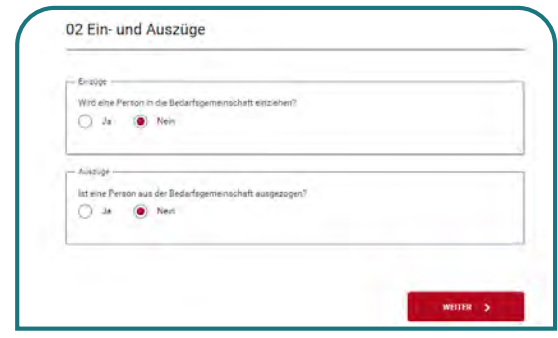 02 Ein- und Auszüge
Einzüge
Wird eine Person in die Bedarfsgemeinschaft einziehen?
Ja Nein
Auszüge
Ist eine Person aus der Bedarfsgemeinschaft ausgezogen?
Ja Nein
WEITER >